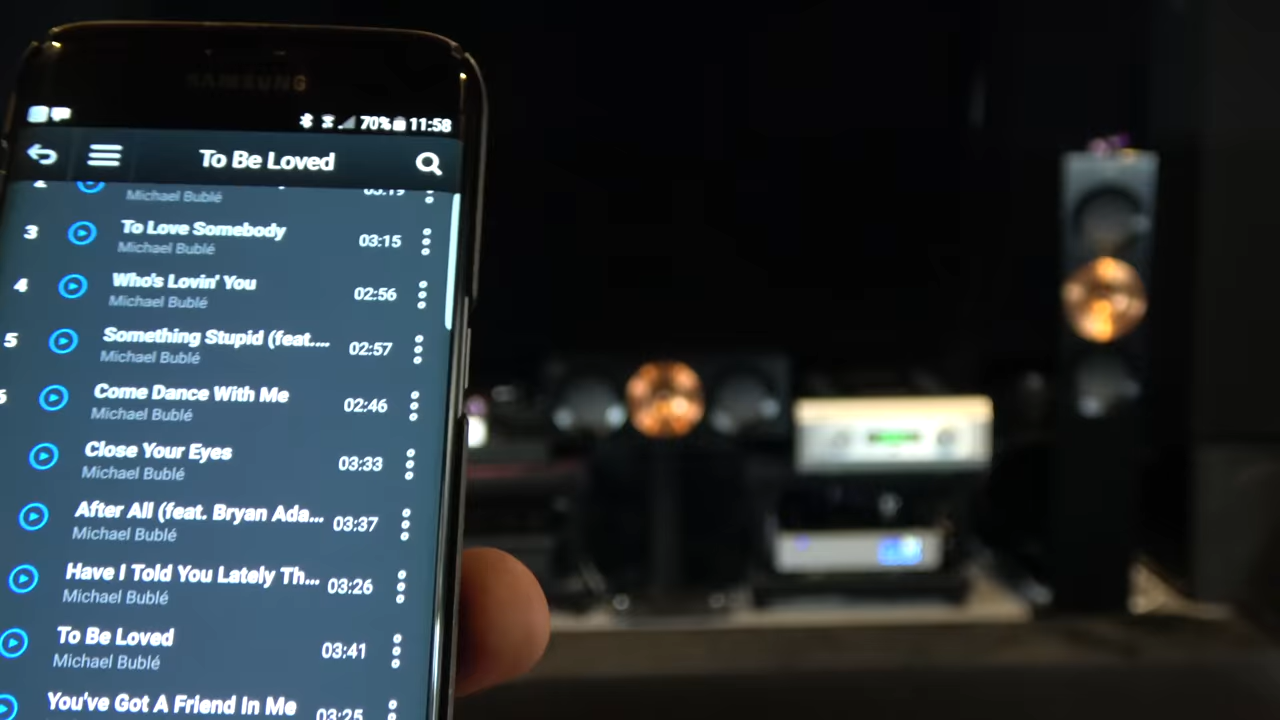 SAMSUNG
70% 11:58
To Be Loved
2 03:19
Michael Bublé
3 To Love Somebody 03:15
Michael Bublé
4 Who's Lovin' You 02:56
Michael Bublé
5 Something Stupid (feat.... 02:57
Michael Bublé
6 Come Dance With Me 02:46
Michael Bublé
Close Your Eyes 03:33
Michael Bublé
After All (feat. Bryan Ada... 03:37
Michael Bublé
Have I Told You Lately Th... 03:26
Michael Bublé
To Be Loved 03:41
Michael Bublé
You've Got A Friend In Me 03:25